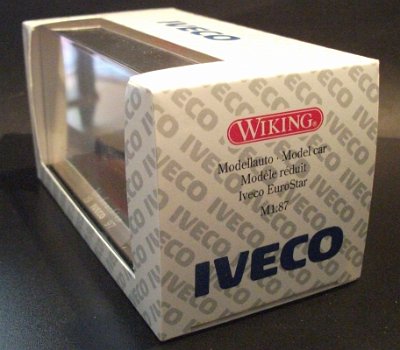 IVECO
WIKING®
Modellauto · Model car
Modèle réduit
Iveco EuroStar
M1:87
IVECO